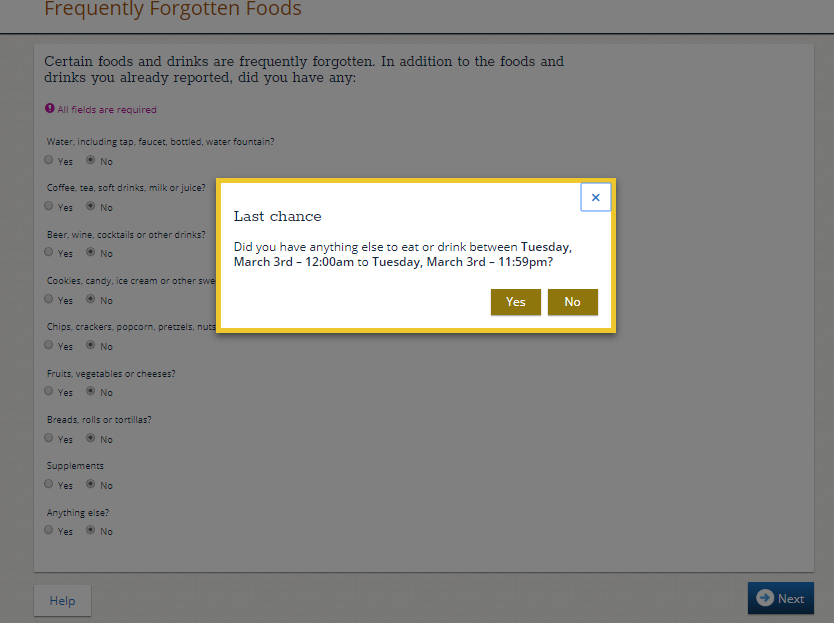 Frequently Forgotten Foods
Certain foods and drinks are frequently forgotten. In addition to the foods and
drinks you already reported, did you have any:
All fields are required
Water, including tap, faucet, bottled, water fountain?
Yes No
Coffee, tea, soft drinks, milk or juice?
Yes No
Beer, wine, cocktails or other drinks?
Yes No
Cookies, candy, ice cream or other swe
Yes No
Chips, crackers, popcorn, pretzels, nuts
Yes No
Fruits, vegetables or cheeses?
Yes No
Breads, rolls or tortillas?
Yes No
Supplements
Yes No
Anything else?
Yes No
×
Last chance
Did you have anything else to eat or drink between Tuesday,
March 3rd – 12:00am to Tuesday, March 3rd – 11:59pm?
Yes No
Help
Next